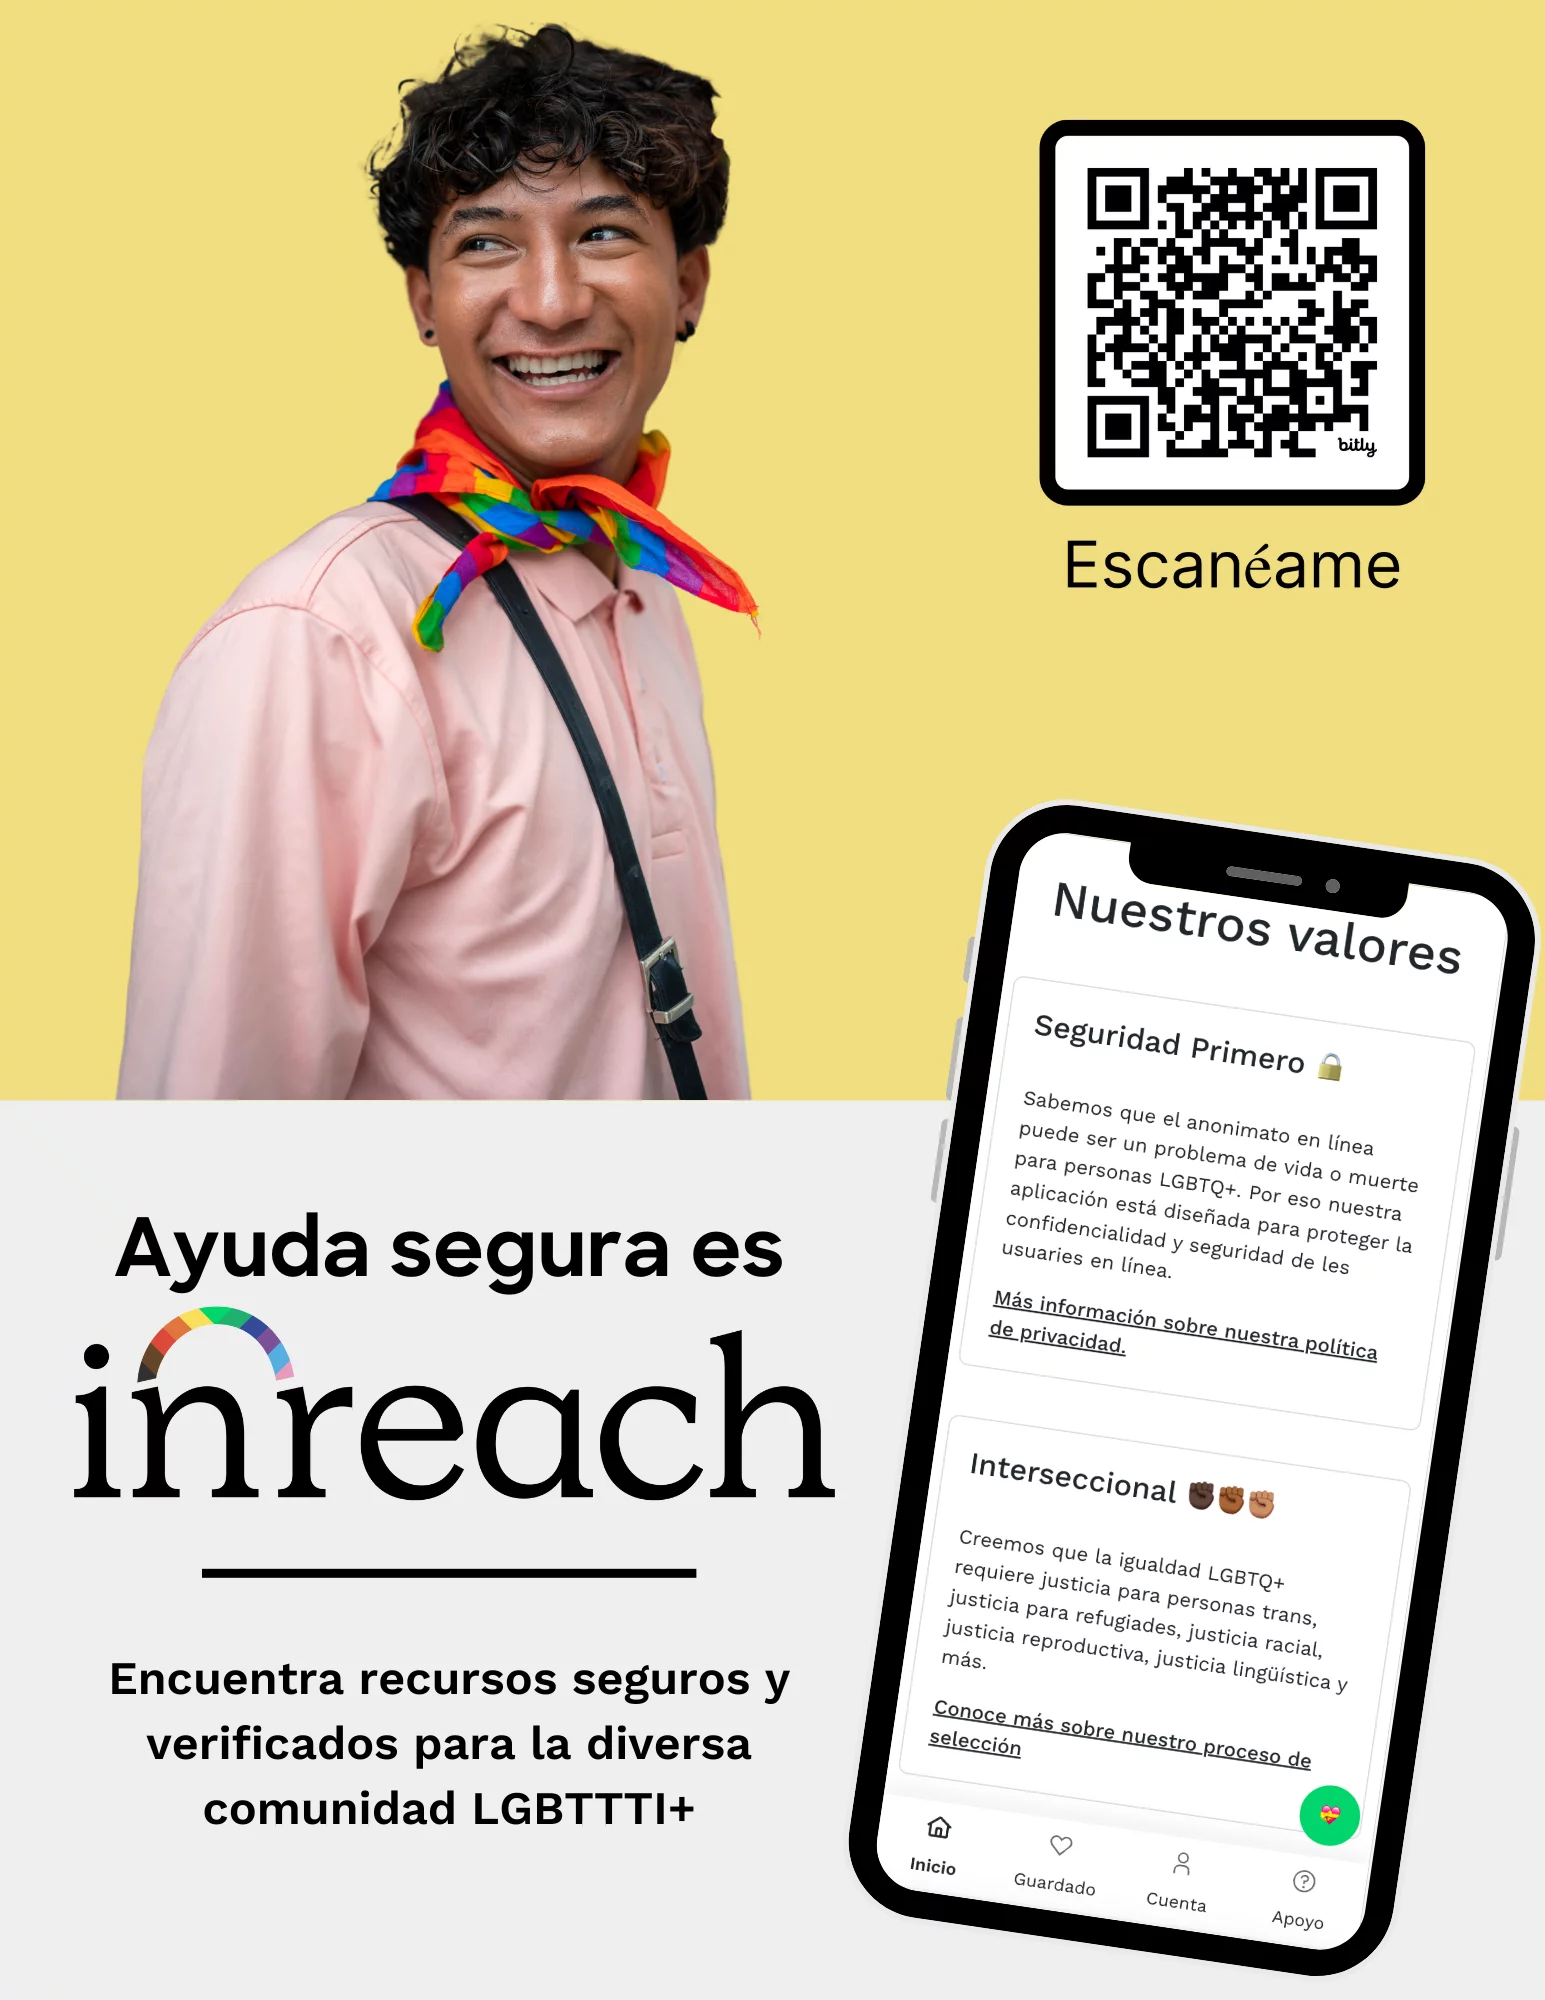 bitly
Escanéame
Nuestros valores
Seguridad Primero 🔒
Sabemos que el anonimato en línea
puede ser un problema de vida o muerte
para personas LGBTQ+. Por eso nuestra
aplicación está diseñada para proteger la
confidencialidad y seguridad de les
usuaries en línea.
Más información sobre nuestra política
de privacidad.
Interseccional ✊🏿✊🏾✊🏽
Creemos que la igualdad LGBTQ+
requiere justicia para personas trans,
justicia para refugiades, justicia racial,
justicia reproductiva, justicia lingüística y
más.
Conoce más sobre nuestro proceso de
selección
Inicio
Guardado
Cuenta
Apoyo
Ayuda segura es
inreach
Encuentra recursos seguros y
verificados para la diversa
comunidad LGBTTTI+